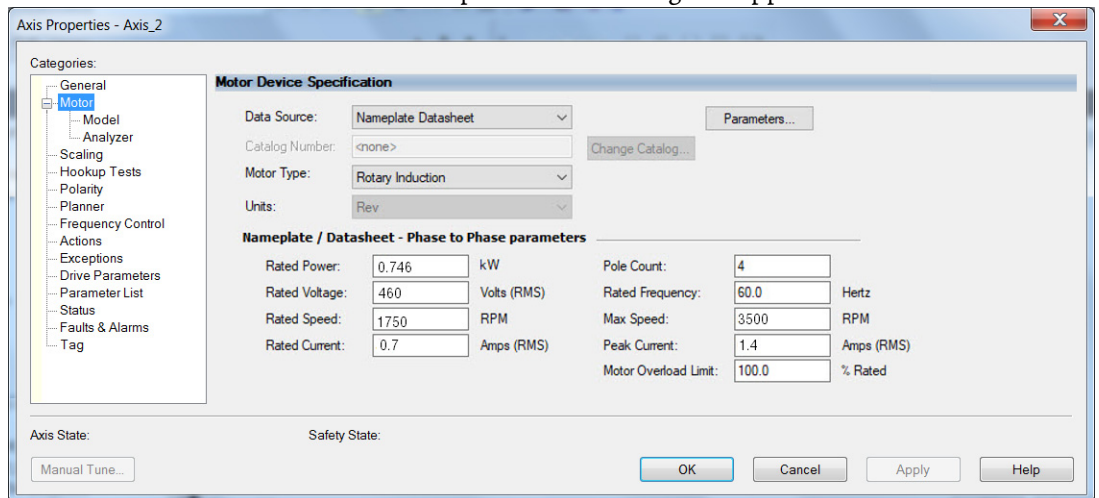 Axis Properties - Axis_2
X
Categories:
General
Motor
Model
Analyzer
Scaling
Hookup Tests
Polarity
Planner
Frequency Control
Actions
Exceptions
Drive Parameters
Parameter List
Status
Faults & Alarms
Tag
Motor Device Specification
Data Source: Nameplate Datasheet Parameters...
Catalog Number: <none> Change Catalog...
Motor Type: Rotary Induction
Units: Rev
Nameplate / Datasheet - Phase to Phase parameters
Rated Power: 0.746 kW Pole Count: 4
Rated Voltage: 460 Volts (RMS) Rated Frequency: 60.0 Hertz
Rated Speed: 1750 RPM Max Speed: 3500 RPM
Rated Current: 0.7 Amps (RMS) Peak Current: 1.4 Amps (RMS)
Motor Overload Limit: 100.0 % Rated
Axis State: Safety State:
Manual Tune... OK Cancel Apply Help